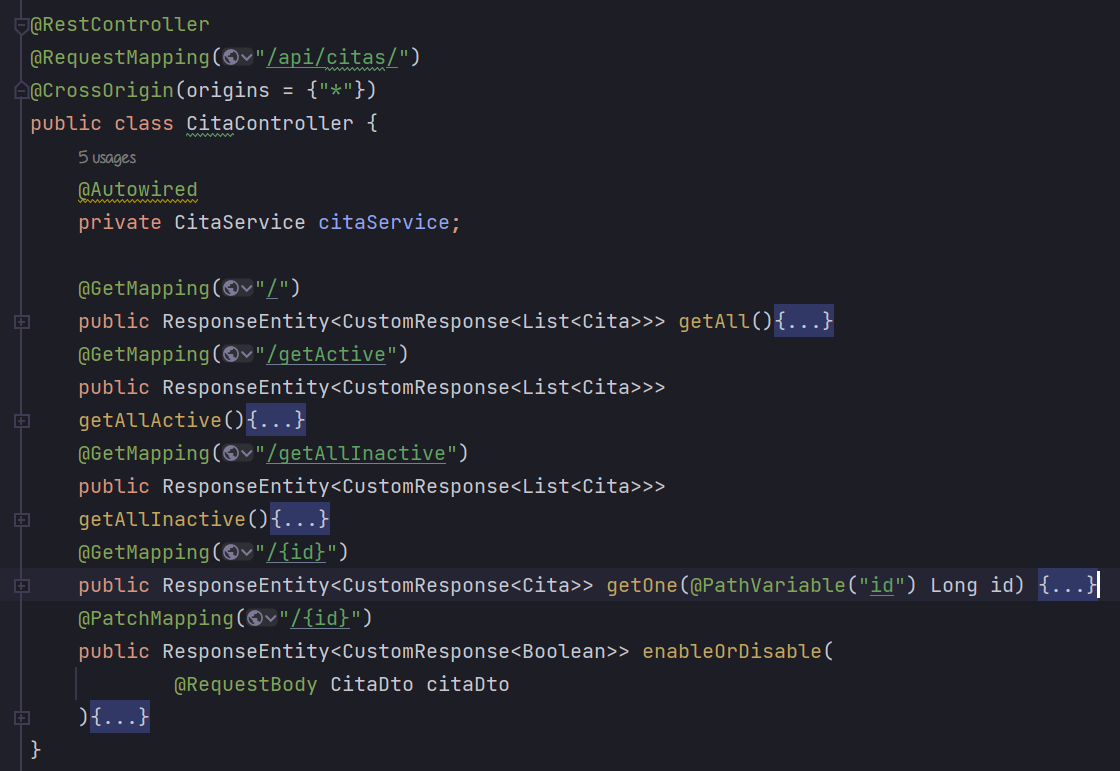 @RestController
@RequestMapping("/api/citas/")
@CrossOrigin(origins = {"*"})
public class CitaController {
5 usages
@Autowired
private CitaService citaService;
@GetMapping("/")
public ResponseEntity<CustomResponse<List<Cita>>> getAll(){...}
@GetMapping("/getActive")
public ResponseEntity<CustomResponse<List<Cita>>>
getAllActive(){...}
@GetMapping("/getAllInactive")
public ResponseEntity<CustomResponse<List<Cita>>>
getAllInactive(){...}
@GetMapping("/{id}")
public ResponseEntity<CustomResponse<Cita>> getOne(@PathVariable("id") Long id) {...}
@PatchMapping("/{id}")
public ResponseEntity<CustomResponse<Boolean>> enableOrDisable(
@RequestBody CitaDto citaDto
){...}
}